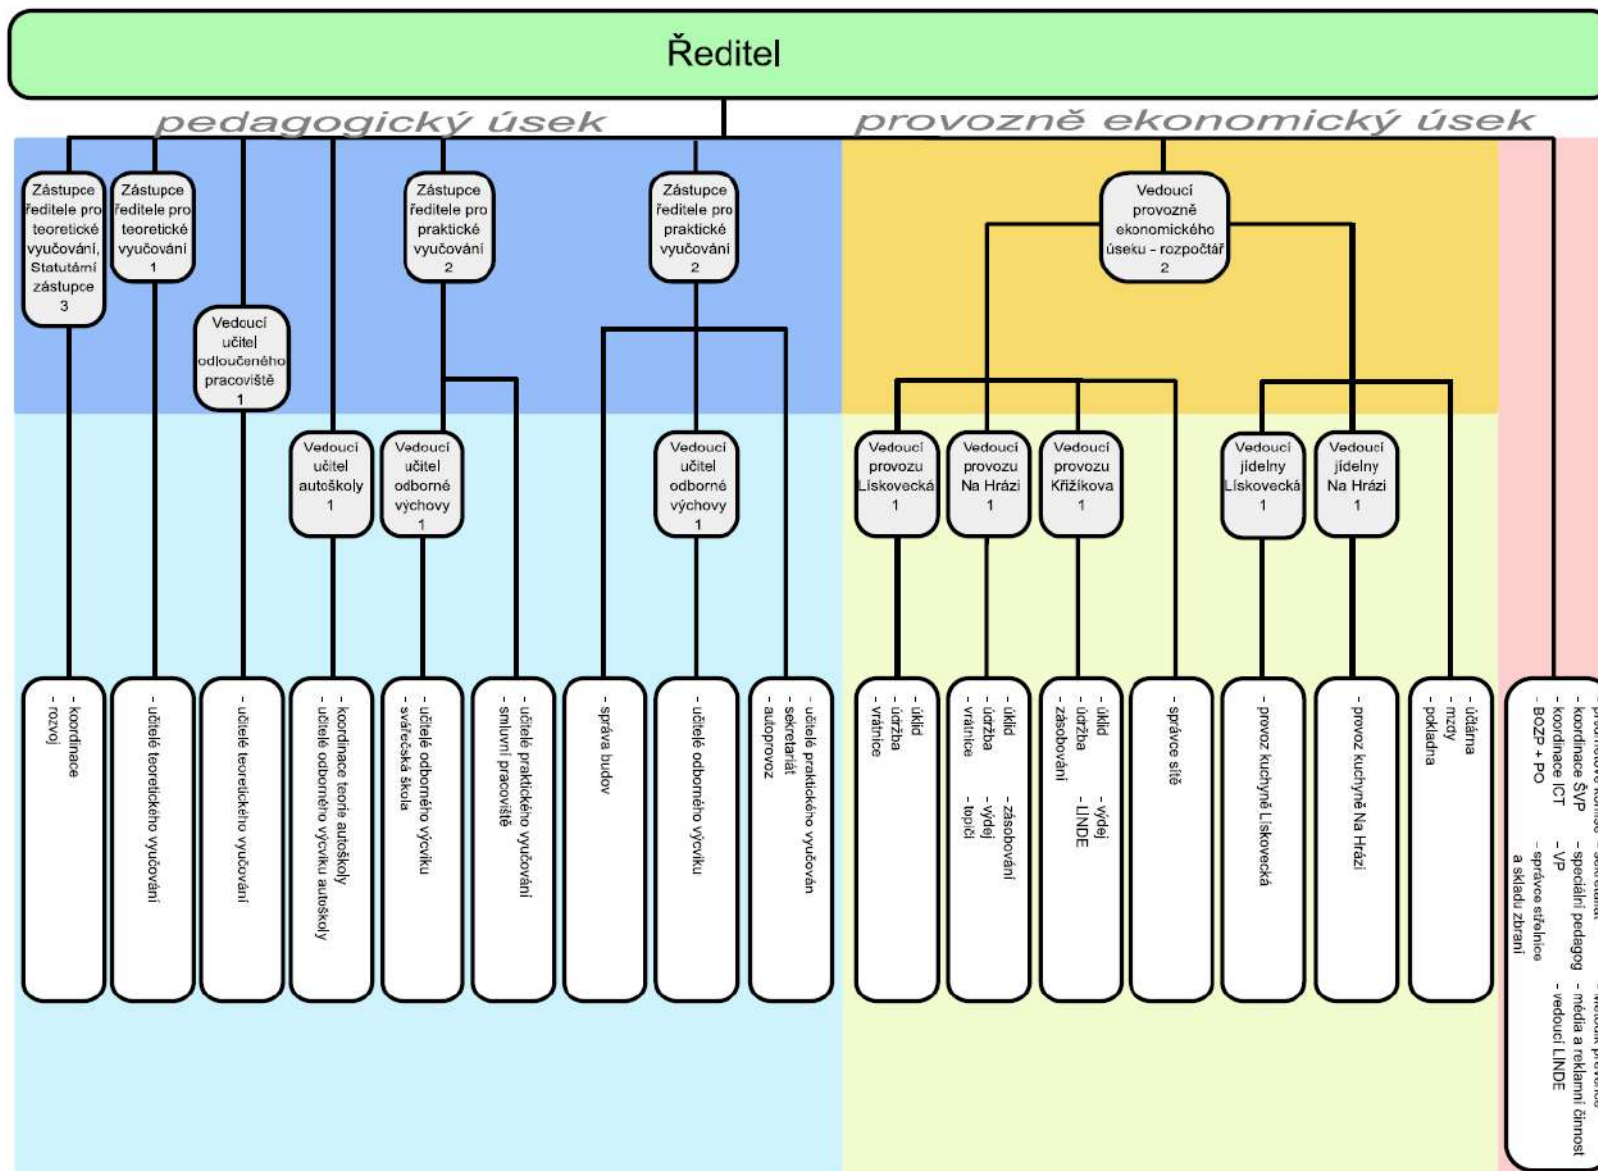 Ředitel
pedagogický úsek
provozně ekonomický úsek
Zástupce
ředitele pro
teoretické
vyučování,
Statutární
zástupce
3
Zástupce
ředitele pro
teoretické
vyučování
1
Vedoucí
učitel
odloučeného
pracoviště
1
Zástupce
ředitele pro
praktické
vyučování
2
Zástupce
ředitele pro
praktické
vyučování
2
Vedoucí
provozně
ekonomického
úseku - rozpočtář
2
Vedoucí
učitel
autoškoly
1
Vedoucí
učitel
odborné
výchovy
1
Vedoucí
učitel
odborné
výchovy
1
Vedoucí
provozu
Lískovecká
1
Vedoucí
provozu
Na Hrázi
1
Vedoucí
provozu
Křižíkova
1
Vedoucí
jídelny
Lískovecká
1
Vedoucí
jídelny
Na Hrázi
1
- koordinace
- rozvoj
- učitelé teoretického vyučování
- učitelé teoretického vyučování
- koordinace teorie autoškoly
- učitelé odborného výcviku autoškoly
- učitelé odborného výcviku
- svářečská škola
- učitelé praktického vyučování
- smluvní pracoviště
- správa budov
- učitelé odborného výcviku
- učitelé praktického vyučován
- sekretariát
- autoprovoz
- úklid
- údržba
- vrátnice
- úklid - zásobování
- údržba - výdej
- vrátnice - topiči
- úklid - výdej
- údržba - LINDE
- zásobování
- správce sítě
- provoz kuchyně Lískovecká
- provoz kuchyně Na Hrázi
- účtárna
- mzdy
- pokladna
- koordinace ŠVP - speciální pedagog - média a reklamní činnost
- koordinace ICT - VP - vedoucí LINDE
- BOZP + PO - správce střelnice
a skladu zbraní